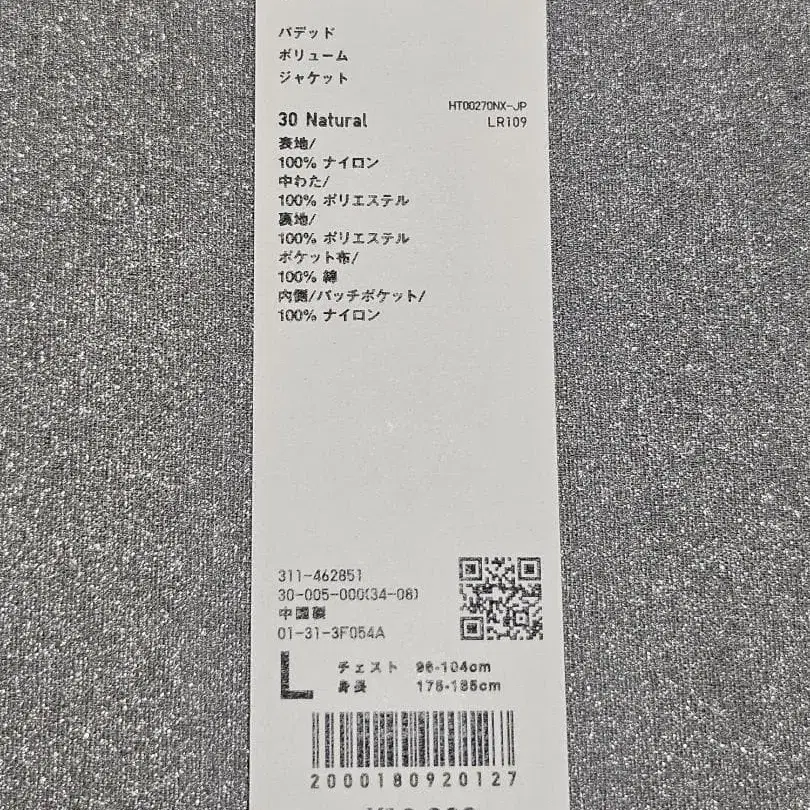 パデッド
ボリューム
ジャケット
HT00270NX-JP
30 Natural
LR109
表地/
100% ナイロン
中わた/
100% ポリエステル
裏地/
100% ポリエステル
ポケット布/
100% 綿
内側/パッチポケット/
100% ナイロン
311-462851
30-005-000(34-08)
中国製
01-31-3F054A
L
チェスト 96-104cm
身長 175-185cm
2000180920127